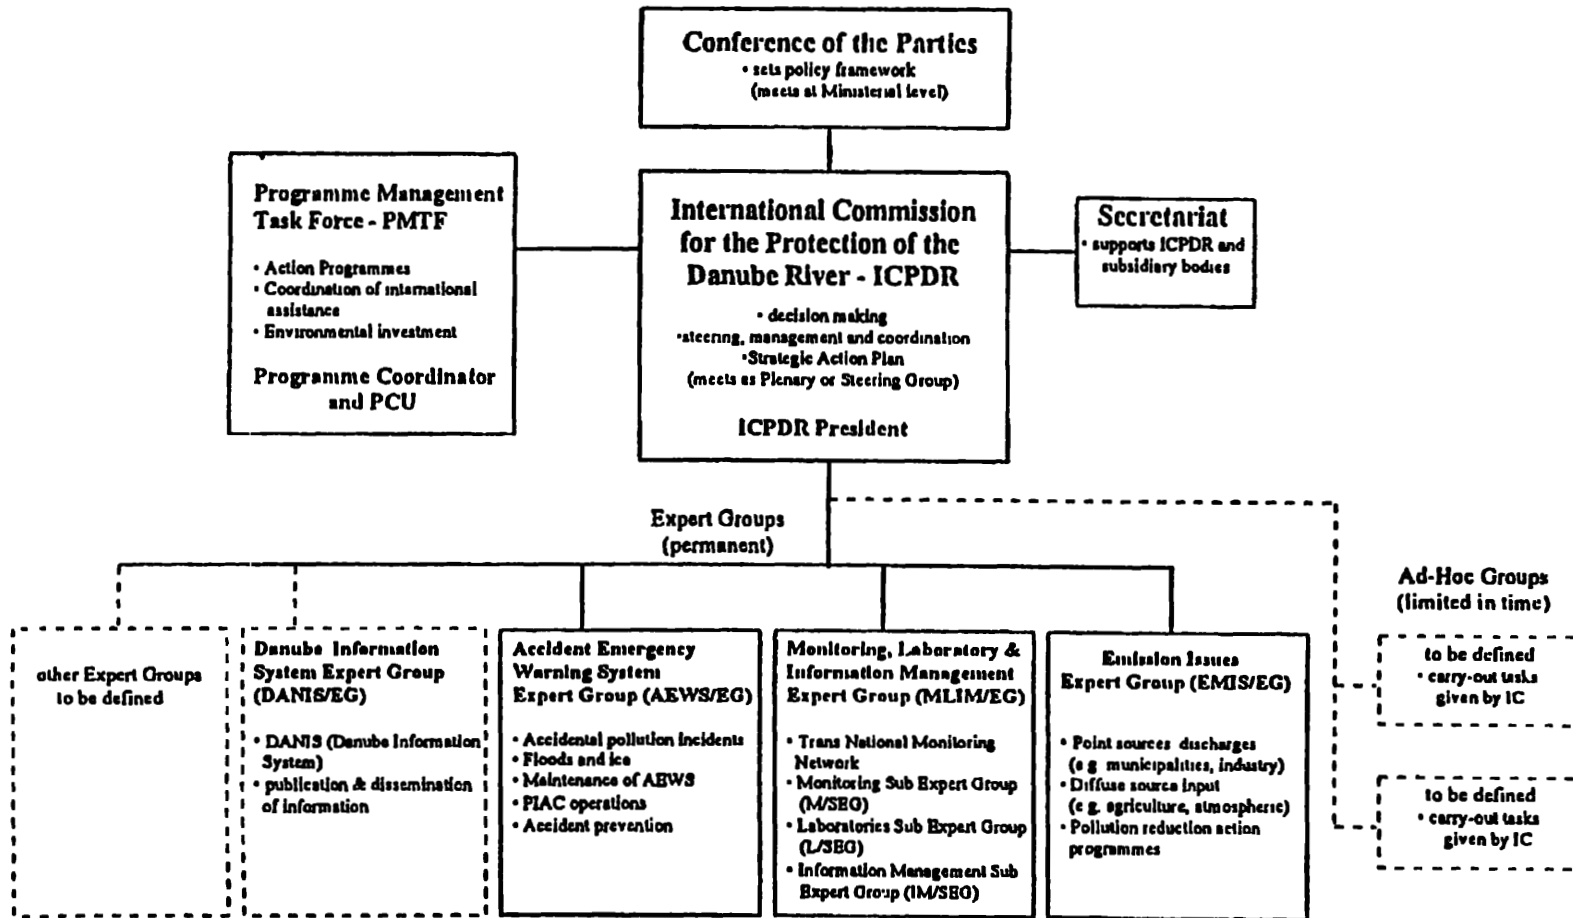 Conference of the Parties
• sets policy framework
(meets at Ministerial level)
Programme Management
Task Force - PMTF
• Action Programmes
• Coordination of international
assistance
• Environmental investment
Programme Coordinator
and PCU
International Commission
for the Protection of the
Danube River - ICPDR
• decision making
•steering, management and coordination
•Strategic Action Plan
(meets as Plenary or Steering Group)
ICPDR President
Secretariat
• supports ICPDR and
subsidiary bodies
Expert Groups
(permanent)
Ad-Hoc Groups
(limited in time)
other Expert Groups
to be defined
Danube Information
System Expert Group
(DANIS/EG)
• DANIS (Danube Information
System)
• publication & dissemination
of information
Accident Emergency
Warning System
Expert Group (AEWS/EG)
• Accidental pollution incidents
• Floods and ice
• Maintenance of AEWS
• PIAC operations
• Accident prevention
Monitoring, Laboratory &
Information Management
Expert Group (MLIM/EG)
• Trans National Monitoring
Network
• Monitoring Sub Expert Group
(M/SEG)
• Laboratories Sub Expert Group
(L/SEG)
• Information Management Sub
Expert Group (IM/SEG)
Emission Issues
Expert Group (EMIS/EG)
• Point sources discharges
(e g municipalities, industry)
• Diffuse source input
(e g. agriculture, atmospheric)
• Pollution reduction action
programmes
to be defined
• carry-out tasks
given by IC
to be defined
• carry-out tasks
given by IC